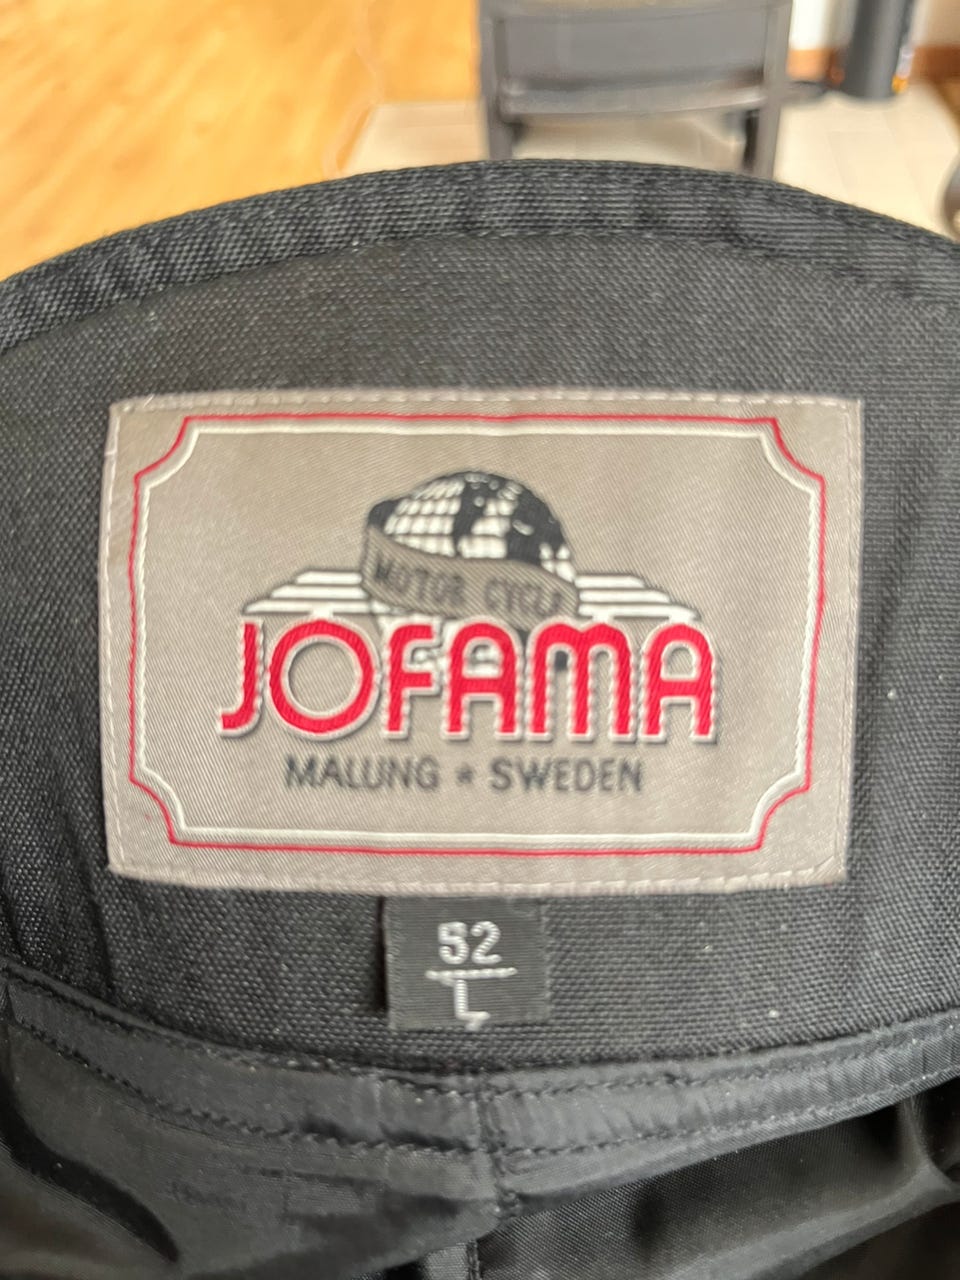 MOTOR CYCLE
JOFAMA
MALUNG * SWEDEN
52
L